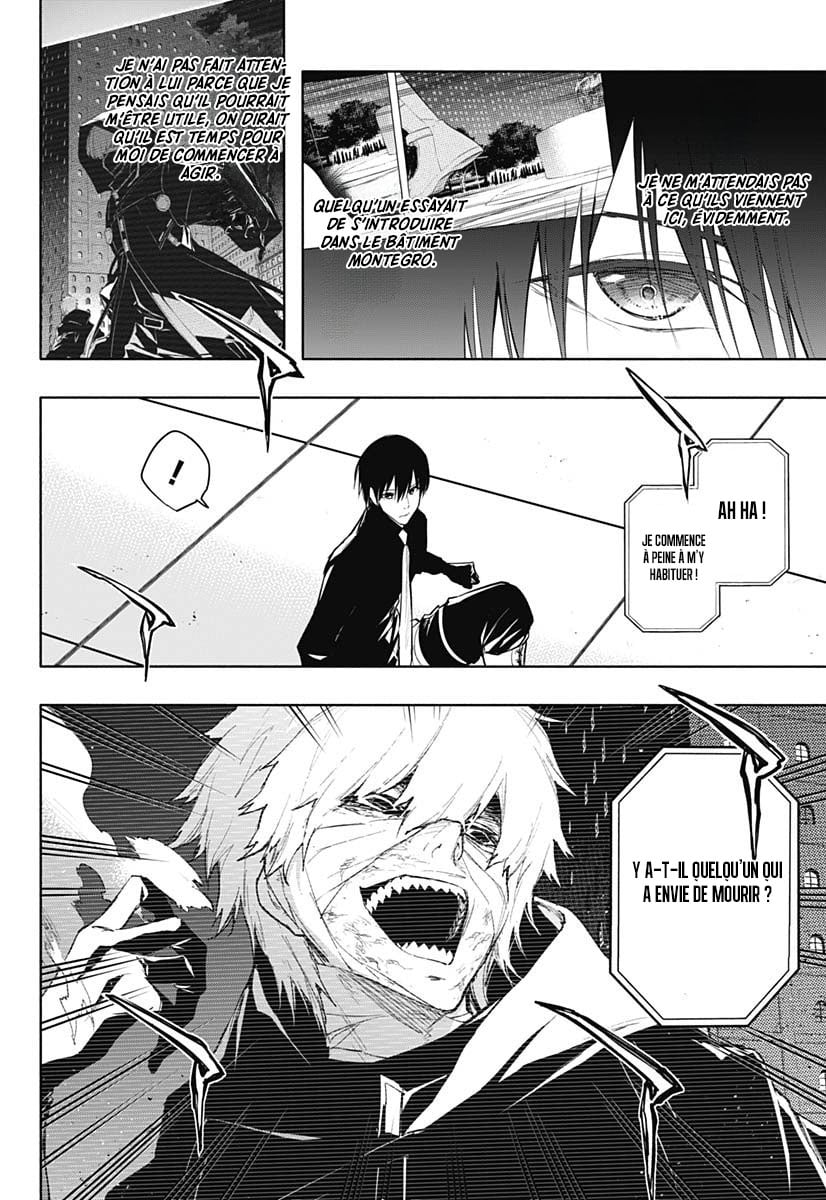 JE NE M'ATTENDAIS PAS
À CE QU'ILS VIENNENT
ICI, ÉVIDEMMENT.
QUELQU'UN ESSAYAIT
DE S'INTRODUIRE
DANS LE BÂTIMENT
MONTEGRO.
JE N'AI PAS FAIT ATTEN-
TION À LUI PARCE QUE JE
PENSAIS QU'IL POURRAIT
M'ÊTRE UTILE, ON DIRAIT
QU'IL EST TEMPS POUR
MOI DE COMMENCER À
AGIR.
AH HA !
JE COMMENCE
À PEINE À M'Y
HABITUER !
!
Y A-T-IL QUELQU'UN QUI
A ENVIE DE MOURIR ?